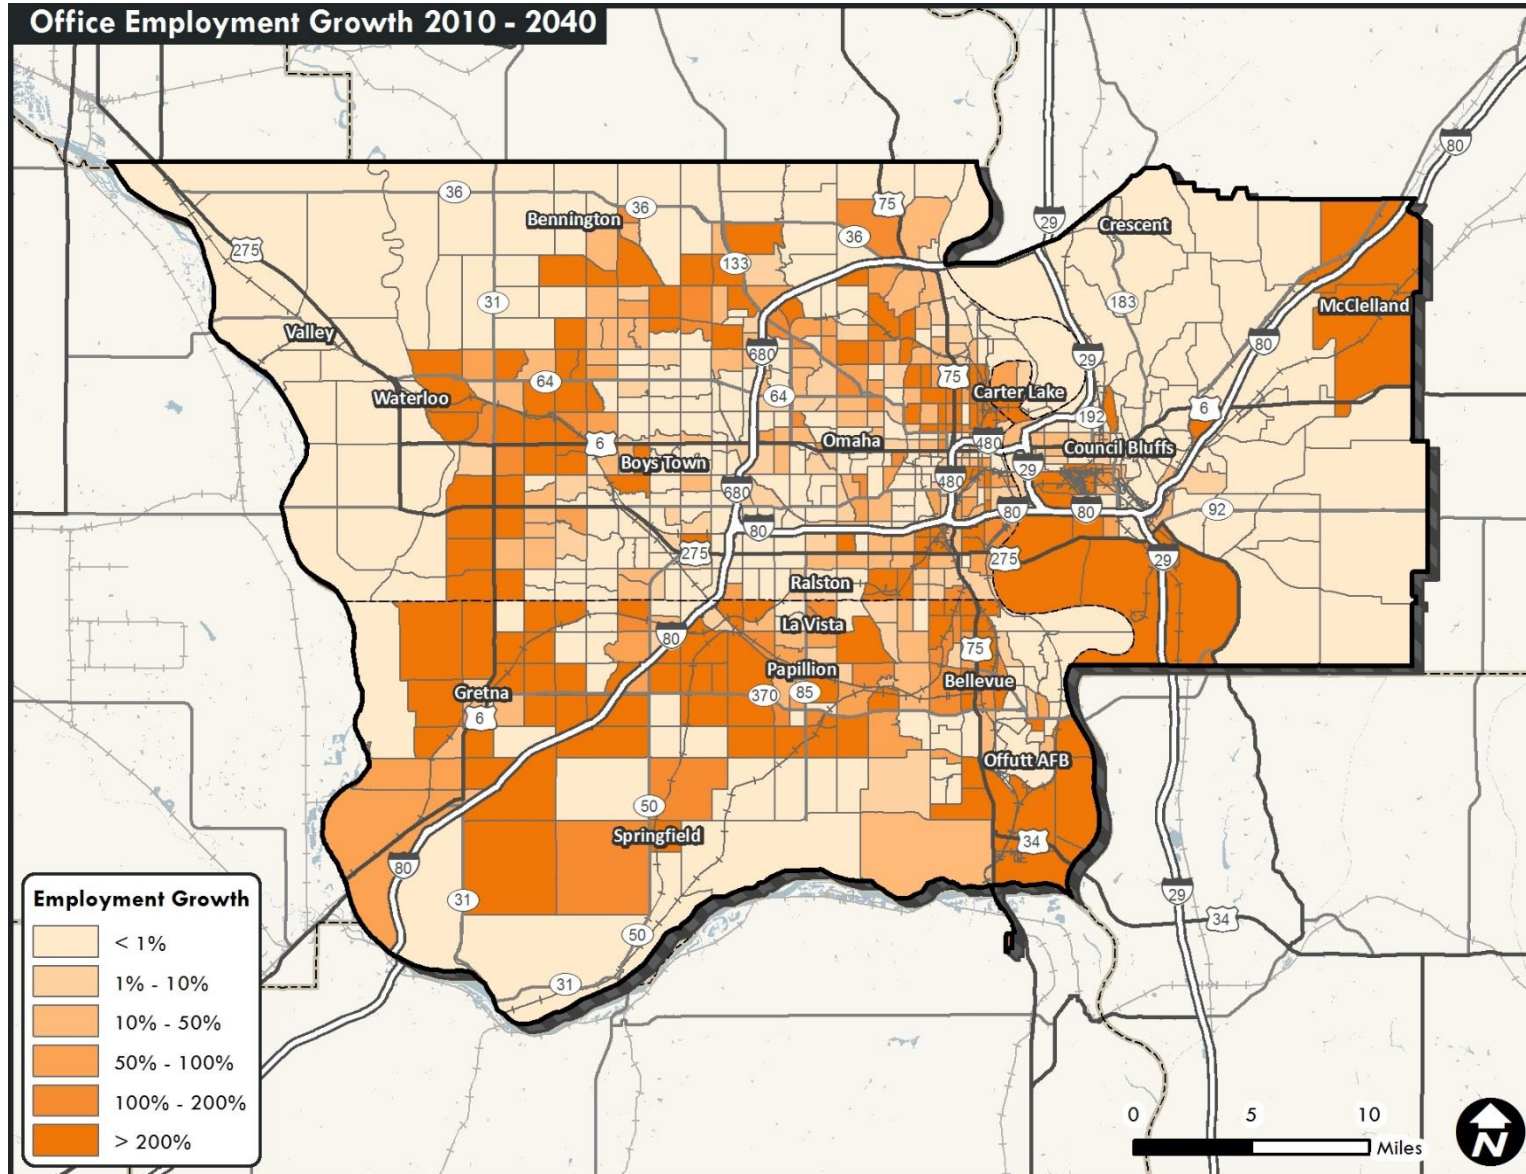 Office Employment Growth 2010 - 2040
80
36
36
75
29
Bennington
Crescent
36
275
133
31
183
McClelland
Valley
680
80
29
64
75
Waterloo
64
Carter Lake
6
192
6
Omaha
480
Council Bluffs
Boys Town
29
680
480
80
80
92
80
275
275
29
Ralston
La Vista
80
75
Papillion
Bellevue
Gretna
370
85
6
Offutt AFB
50
Springfield
34
80
31
29
34
50
31
Employment Growth
< 1%
1% - 10%
10% - 50%
50% - 100%
100% - 200%
> 200%
0 5 10
Miles
N